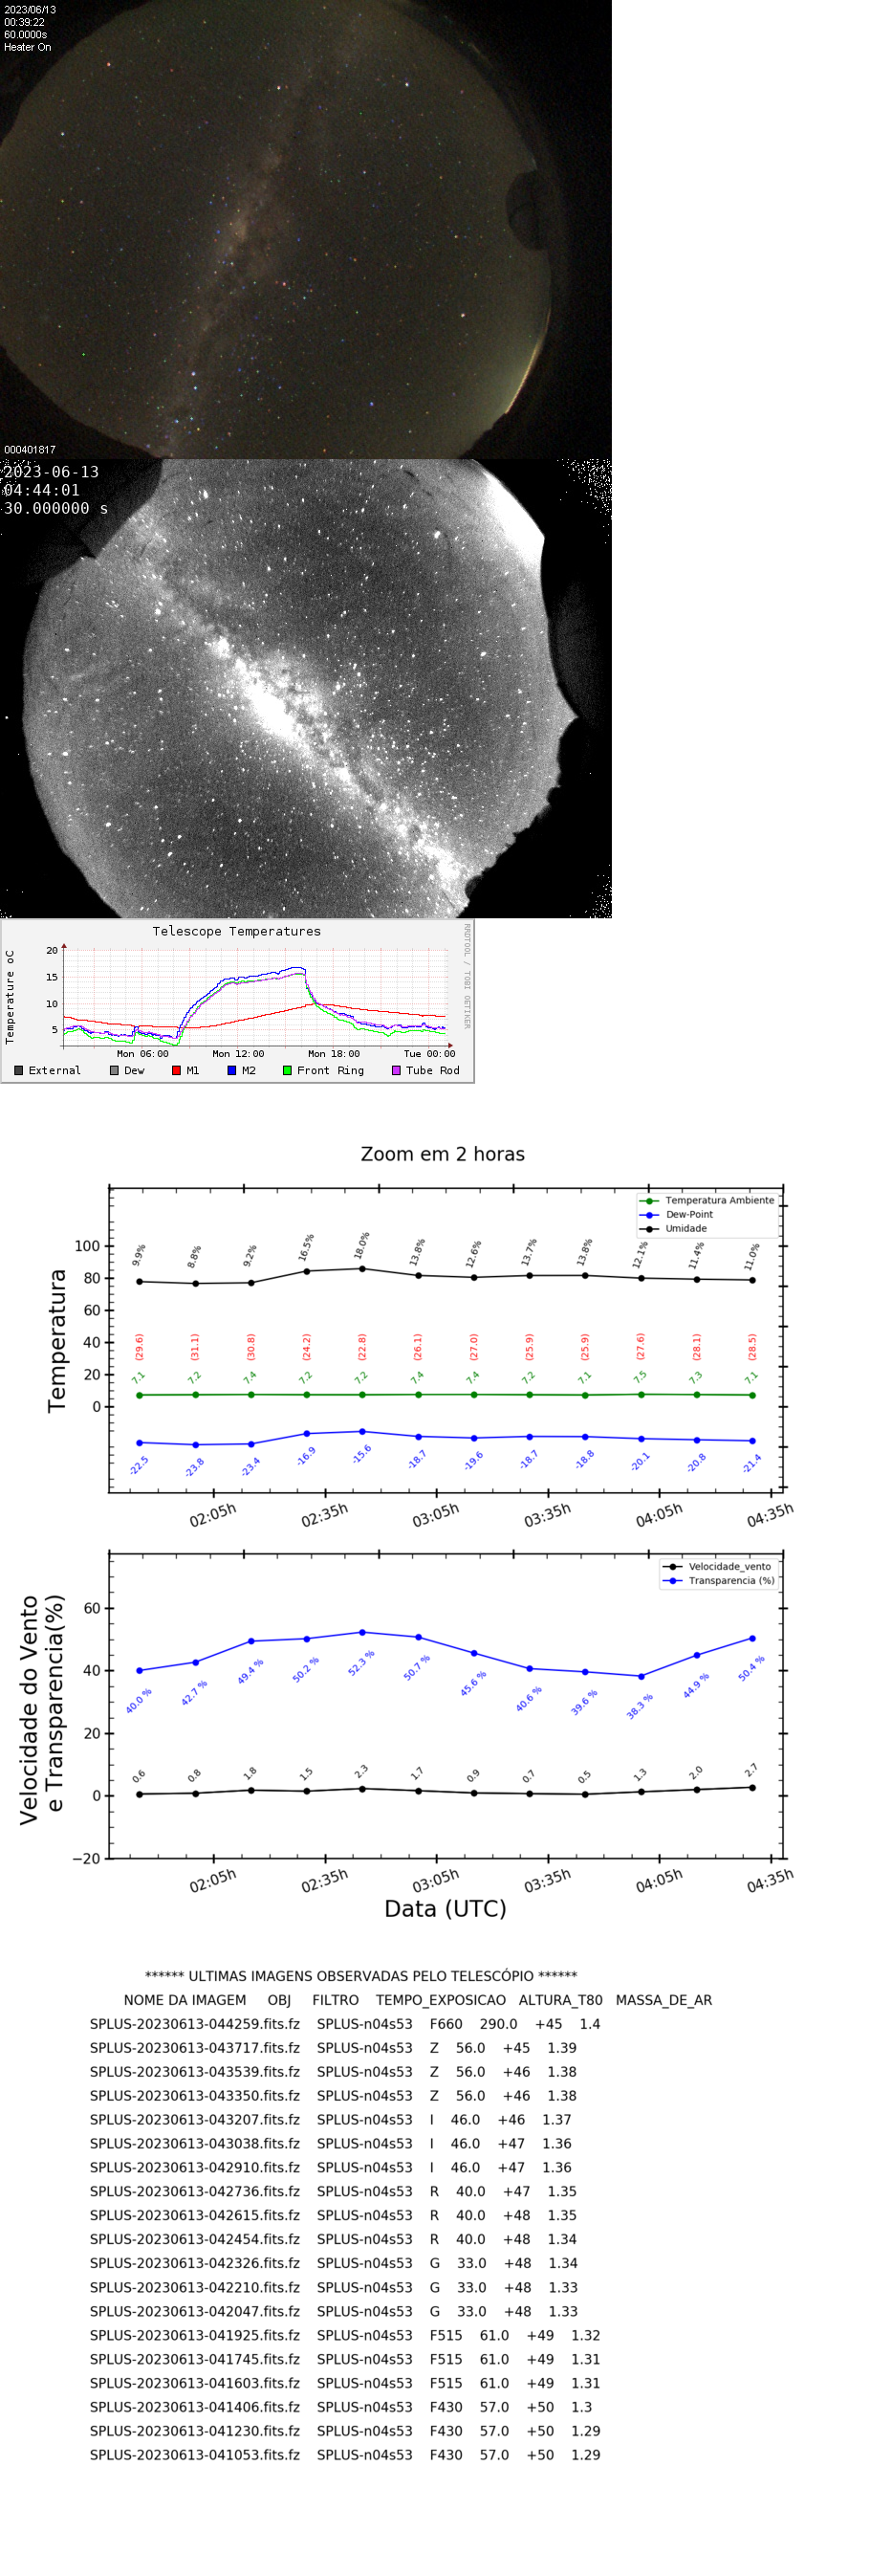 2023/06/13
00:39:22
60.0000s
Heater On
000401817
2023-06-13
04:44:01
30.000000 s
Telescope Temperatures
RRDTOOL / TOBI OETIKER
Temperature oC
20
15
10
5
Mon 06:00 Mon 12:00 Mon 18:00 Tue 00:00
External Dew M1 M2 Front Ring Tube Rod
Zoom em 2 horas
Temperatura Ambiente
Dew-Point
Umidade
Temperatura
100
80
60
40
20
0
9.9% 8.8% 9.2% 16.5% 18.0% 13.8% 12.6% 13.7% 13.8% 12.1% 11.4% 11.0%
(29.6) (31.1) (30.8) (24.2) (22.8) (26.1) (27.0) (25.9) (25.9) (27.6) (28.1) (28.5)
7.1 7.2 7.4 7.2 7.2 7.4 7.4 7.2 7.1 7.5 7.3 7.1
-22.5 -23.8 -23.4 -16.9 -15.6 -18.7 -19.6 -18.7 -18.8 -20.1 -20.8 -21.4
02:05h 02:35h 03:05h 03:35h 04:05h 04:35h
Velocidade_vento
Transparencia (%)
Velocidade do Vento
e Transparencia(%)
60
40
20
0
−20
40.0 % 42.7 % 49.4 % 50.2 % 52.3 % 50.7 % 45.6 % 40.6 % 39.6 % 38.3 % 44.9 % 50.4 %
0.6 0.8 1.8 1.5 2.3 1.7 0.9 0.7 0.5 1.3 2.0 2.7
02:05h 02:35h 03:05h 03:35h 04:05h 04:35h
Data (UTC)
****** ULTIMAS IMAGENS OBSERVADAS PELO TELESCÓPIO ******
NOME DA IMAGEM OBJ FILTRO TEMPO_EXPOSICAO ALTURA_T80 MASSA_DE_AR
SPLUS-20230613-044259.fits.fz SPLUS-n04s53 F660 290.0 +45 1.4
SPLUS-20230613-043717.fits.fz SPLUS-n04s53 Z 56.0 +45 1.39
SPLUS-20230613-043539.fits.fz SPLUS-n04s53 Z 56.0 +46 1.38
SPLUS-20230613-043350.fits.fz SPLUS-n04s53 Z 56.0 +46 1.38
SPLUS-20230613-043207.fits.fz SPLUS-n04s53 I 46.0 +46 1.37
SPLUS-20230613-043038.fits.fz SPLUS-n04s53 I 46.0 +47 1.36
SPLUS-20230613-042910.fits.fz SPLUS-n04s53 I 46.0 +47 1.36
SPLUS-20230613-042736.fits.fz SPLUS-n04s53 R 40.0 +47 1.35
SPLUS-20230613-042615.fits.fz SPLUS-n04s53 R 40.0 +48 1.35
SPLUS-20230613-042454.fits.fz SPLUS-n04s53 R 40.0 +48 1.34
SPLUS-20230613-042326.fits.fz SPLUS-n04s53 G 33.0 +48 1.34
SPLUS-20230613-042210.fits.fz SPLUS-n04s53 G 33.0 +48 1.33
SPLUS-20230613-042047.fits.fz SPLUS-n04s53 G 33.0 +48 1.33
SPLUS-20230613-041925.fits.fz SPLUS-n04s53 F515 61.0 +49 1.32
SPLUS-20230613-041745.fits.fz SPLUS-n04s53 F515 61.0 +49 1.31
SPLUS-20230613-041603.fits.fz SPLUS-n04s53 F515 61.0 +49 1.31
SPLUS-20230613-041406.fits.fz SPLUS-n04s53 F430 57.0 +50 1.3
SPLUS-20230613-041230.fits.fz SPLUS-n04s53 F430 57.0 +50 1.29
SPLUS-20230613-041053.fits.fz SPLUS-n04s53 F430 57.0 +50 1.29